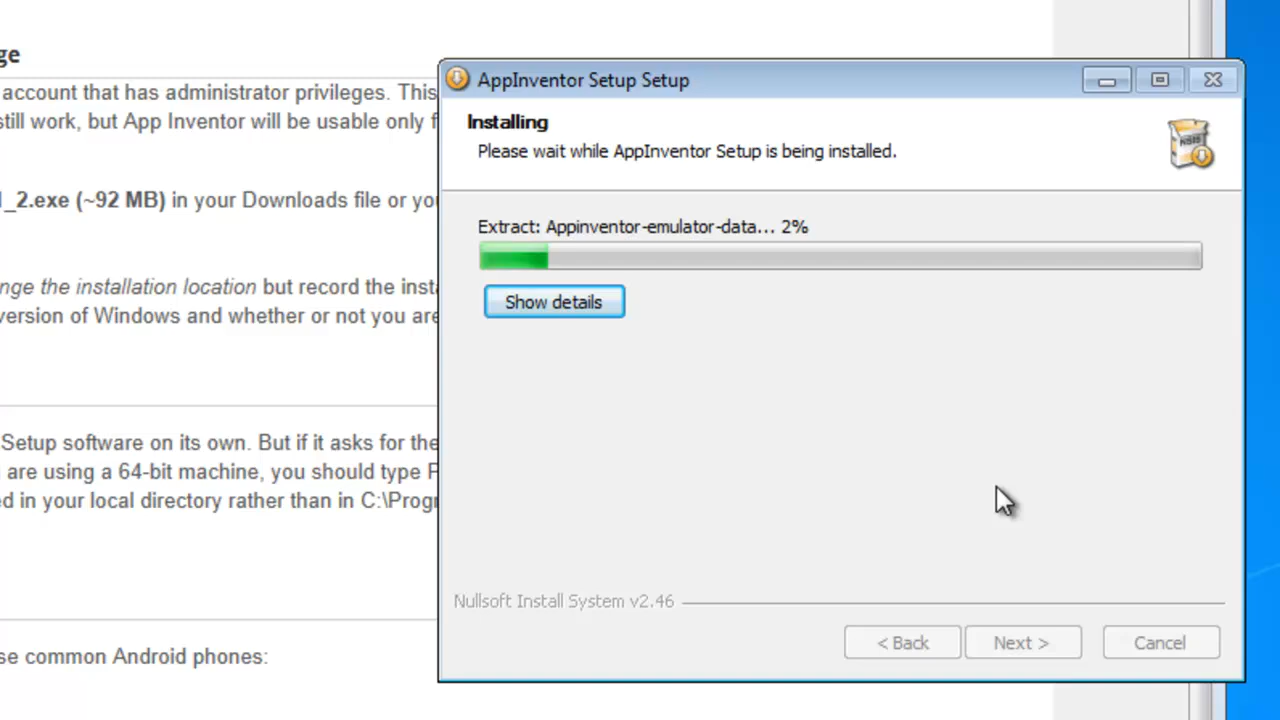 ge
account that has administrator privileges. This
still work, but App Inventor will be usable only f
_2.exe (~92 MB) in your Downloads file or you
nge the installation location but record the insta
version of Windows and whether or not you are
Setup software on its own. But if it asks for the
are using a 64-bit machine, you should type P
ed in your local directory rather than in C:\Progr
se common Android phones:
AppInventor Setup Setup
Installing
Please wait while AppInventor Setup is being installed.
NSIS
Extract: Appinventor-emulator-data... 2%
Show details
Nullsoft Install System v2.46
< Back
Next >
Cancel